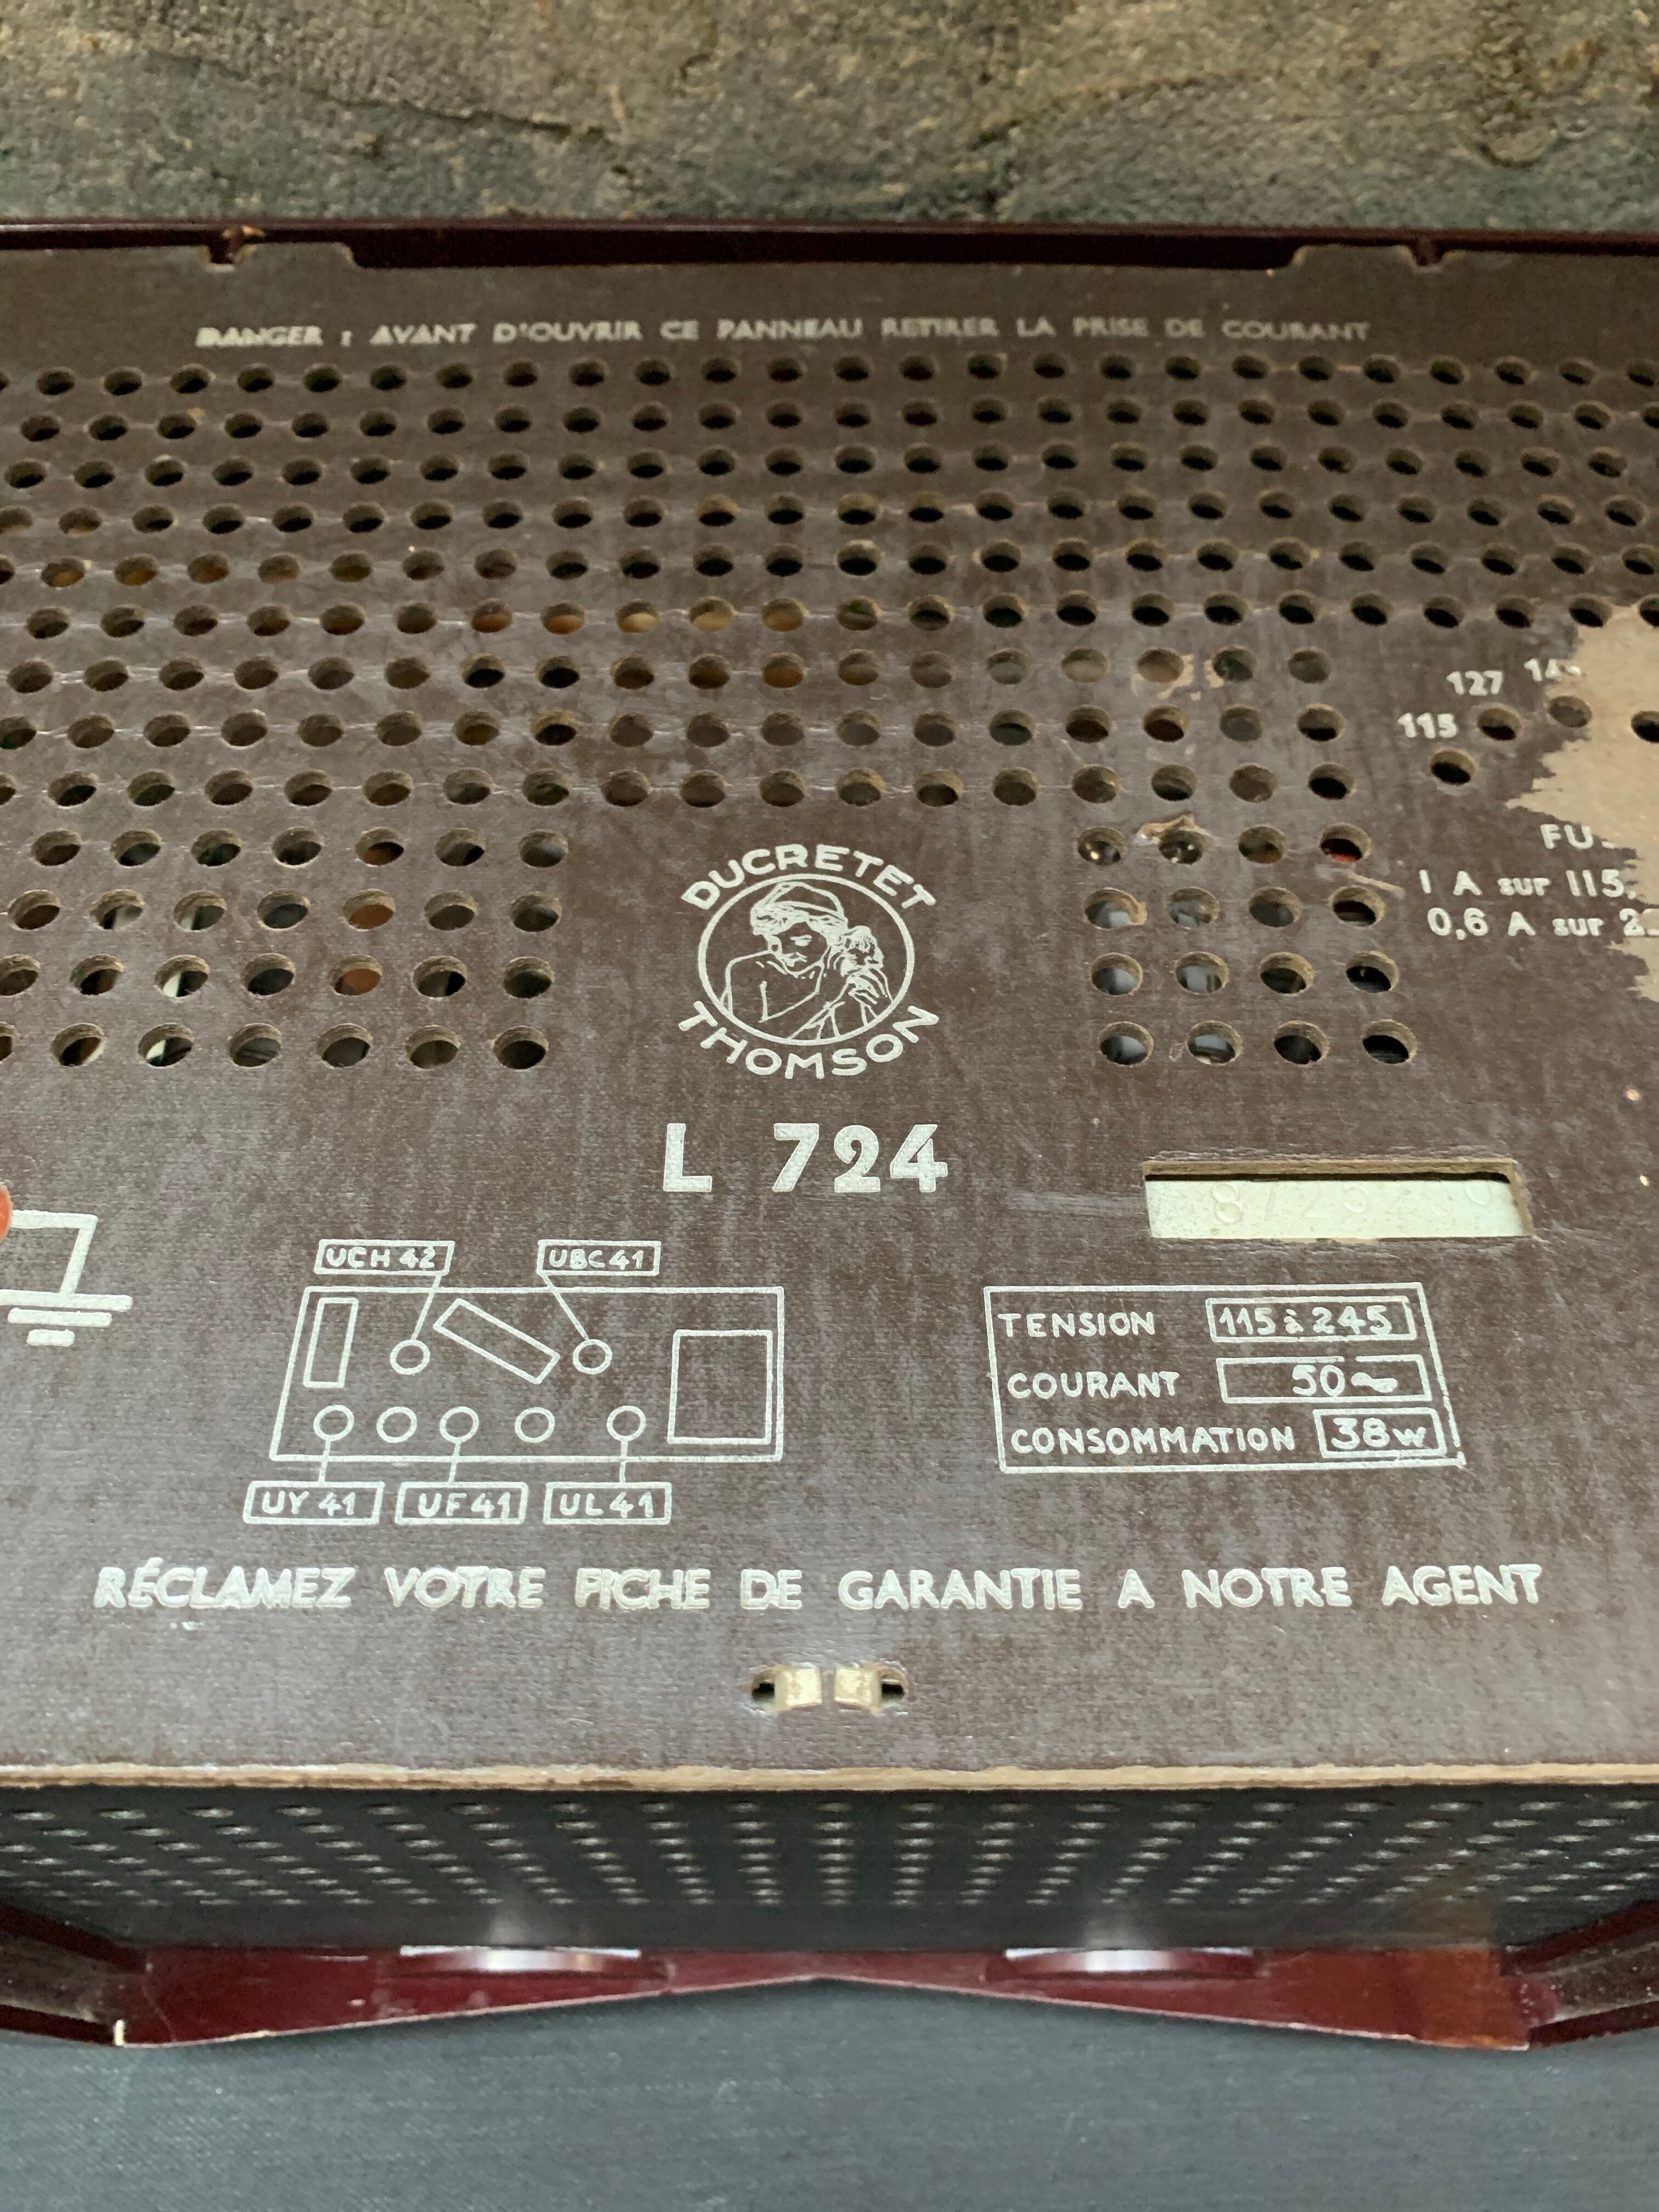 DANGER : AVANT D'OUVRIR CE PANNEAU RETIRER LA PRISE DE COURANT
127
115
1 A sur 115,
0,6 A sur
DUCRETET
THOMSON
L 724
UCH 42 UBC 41
TENSION 115 à 245
COURANT 50~
CONSOMMATION 38w
UY 41 UF 41 UL 41
RÉCLAMEZ VOTRE FICHE DE GARANTIE A NOTRE AGENT